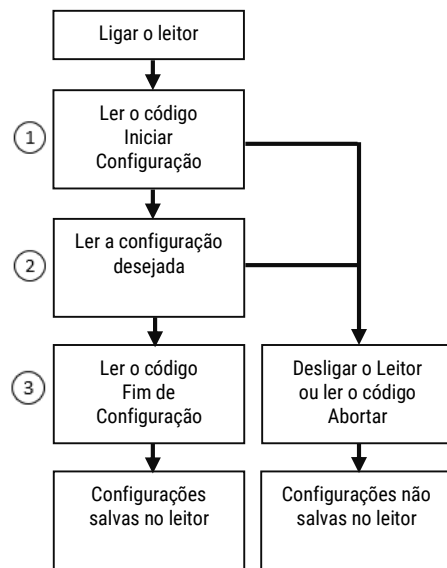 Ligar o leitor
1
Ler o código
Iniciar
Configuração
2
Ler a configuração
desejada
3
Ler o código
Fim de
Configuração
Desligar o Leitor
ou ler o código
Abortar
Configurações
salvas no leitor
Configurações não
salvas no leitor